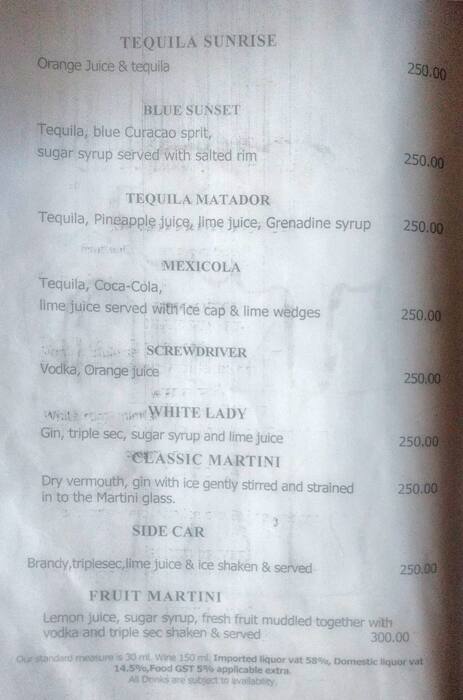 TEQUILA SUNRISE
Orange Juice & tequila 250.00
BLUE SUNSET
Tequila, blue Curacao sprit,
sugar syrup served with salted rim 250.00
TEQUILA MATADOR
Tequila, Pineapple juice, lime juice, Grenadine syrup 250.00
MEXICOLA
Tequila, Coca-Cola,
lime juice served with ice cap & lime wedges 250.00
SCREWDRIVER
Vodka, Orange juice 250.00
WHITE LADY
Gin, triple sec, sugar syrup and lime juice 250.00
CLASSIC MARTINI
Dry vermouth, gin with ice gently stirred and strained 250.00
in to the Martini glass.
SIDE CAR
Brandy,triplesec,lime juice & ice shaken & served 250.00
FRUIT MARTINI
Lemon juice, sugar syrup, fresh fruit muddled together with
vodka and triple sec shaken & served 300.00
Our standard measure is 30 ml. Wine 150 ml. Imported liquor vat 58%, Domestic liquor vat
14.5%,Food GST 5% applicable extra.
All Drinks are subject to availability.